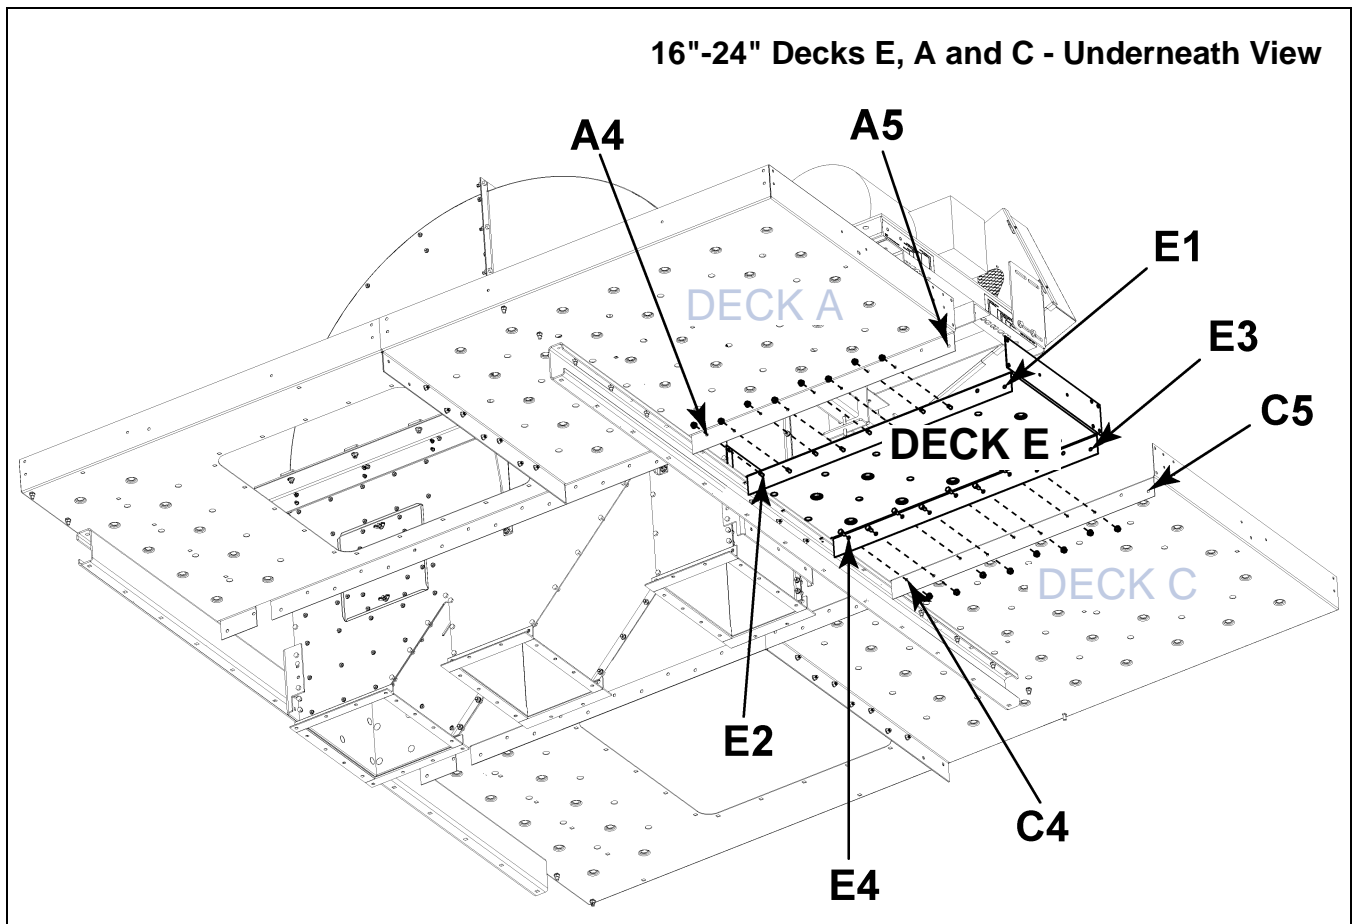 16"-24" Decks E, A and C - Underneath View
A4
A5
E1
DECK A
E3
C5
DECK E
DECK C
E2
C4
E4